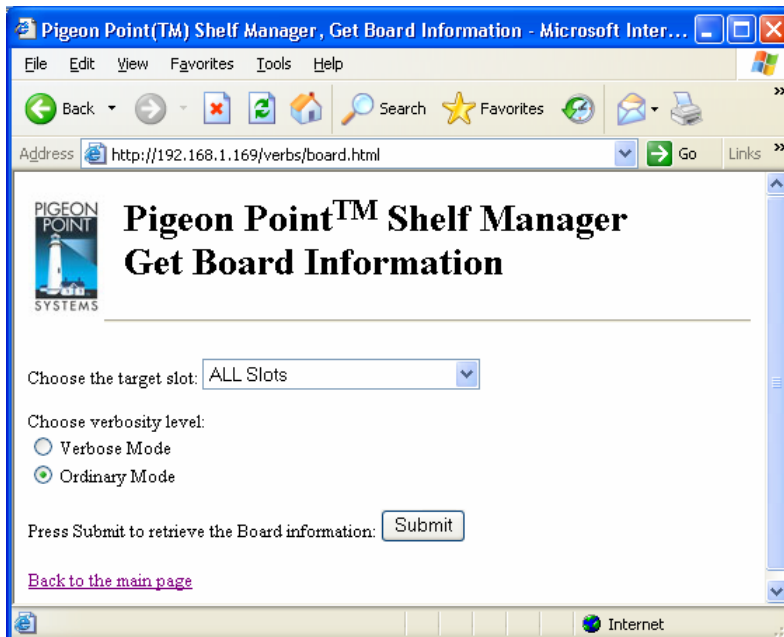 Pigeon Point(TM) Shelf Manager, Get Board Information - Microsoft Inter...
File Edit View Favorites Tools Help
Back Search Favorites »
Address http://192.168.1.169/verbs/board.html Go Links »
PIGEON
POINT
SYSTEMS
Pigeon Point™ Shelf Manager
Get Board Information
Choose the target slot: ALL Slots
Choose verbosity level:
Verbose Mode
Ordinary Mode
Press Submit to retrieve the Board information: Submit
Back to the main page
Internet